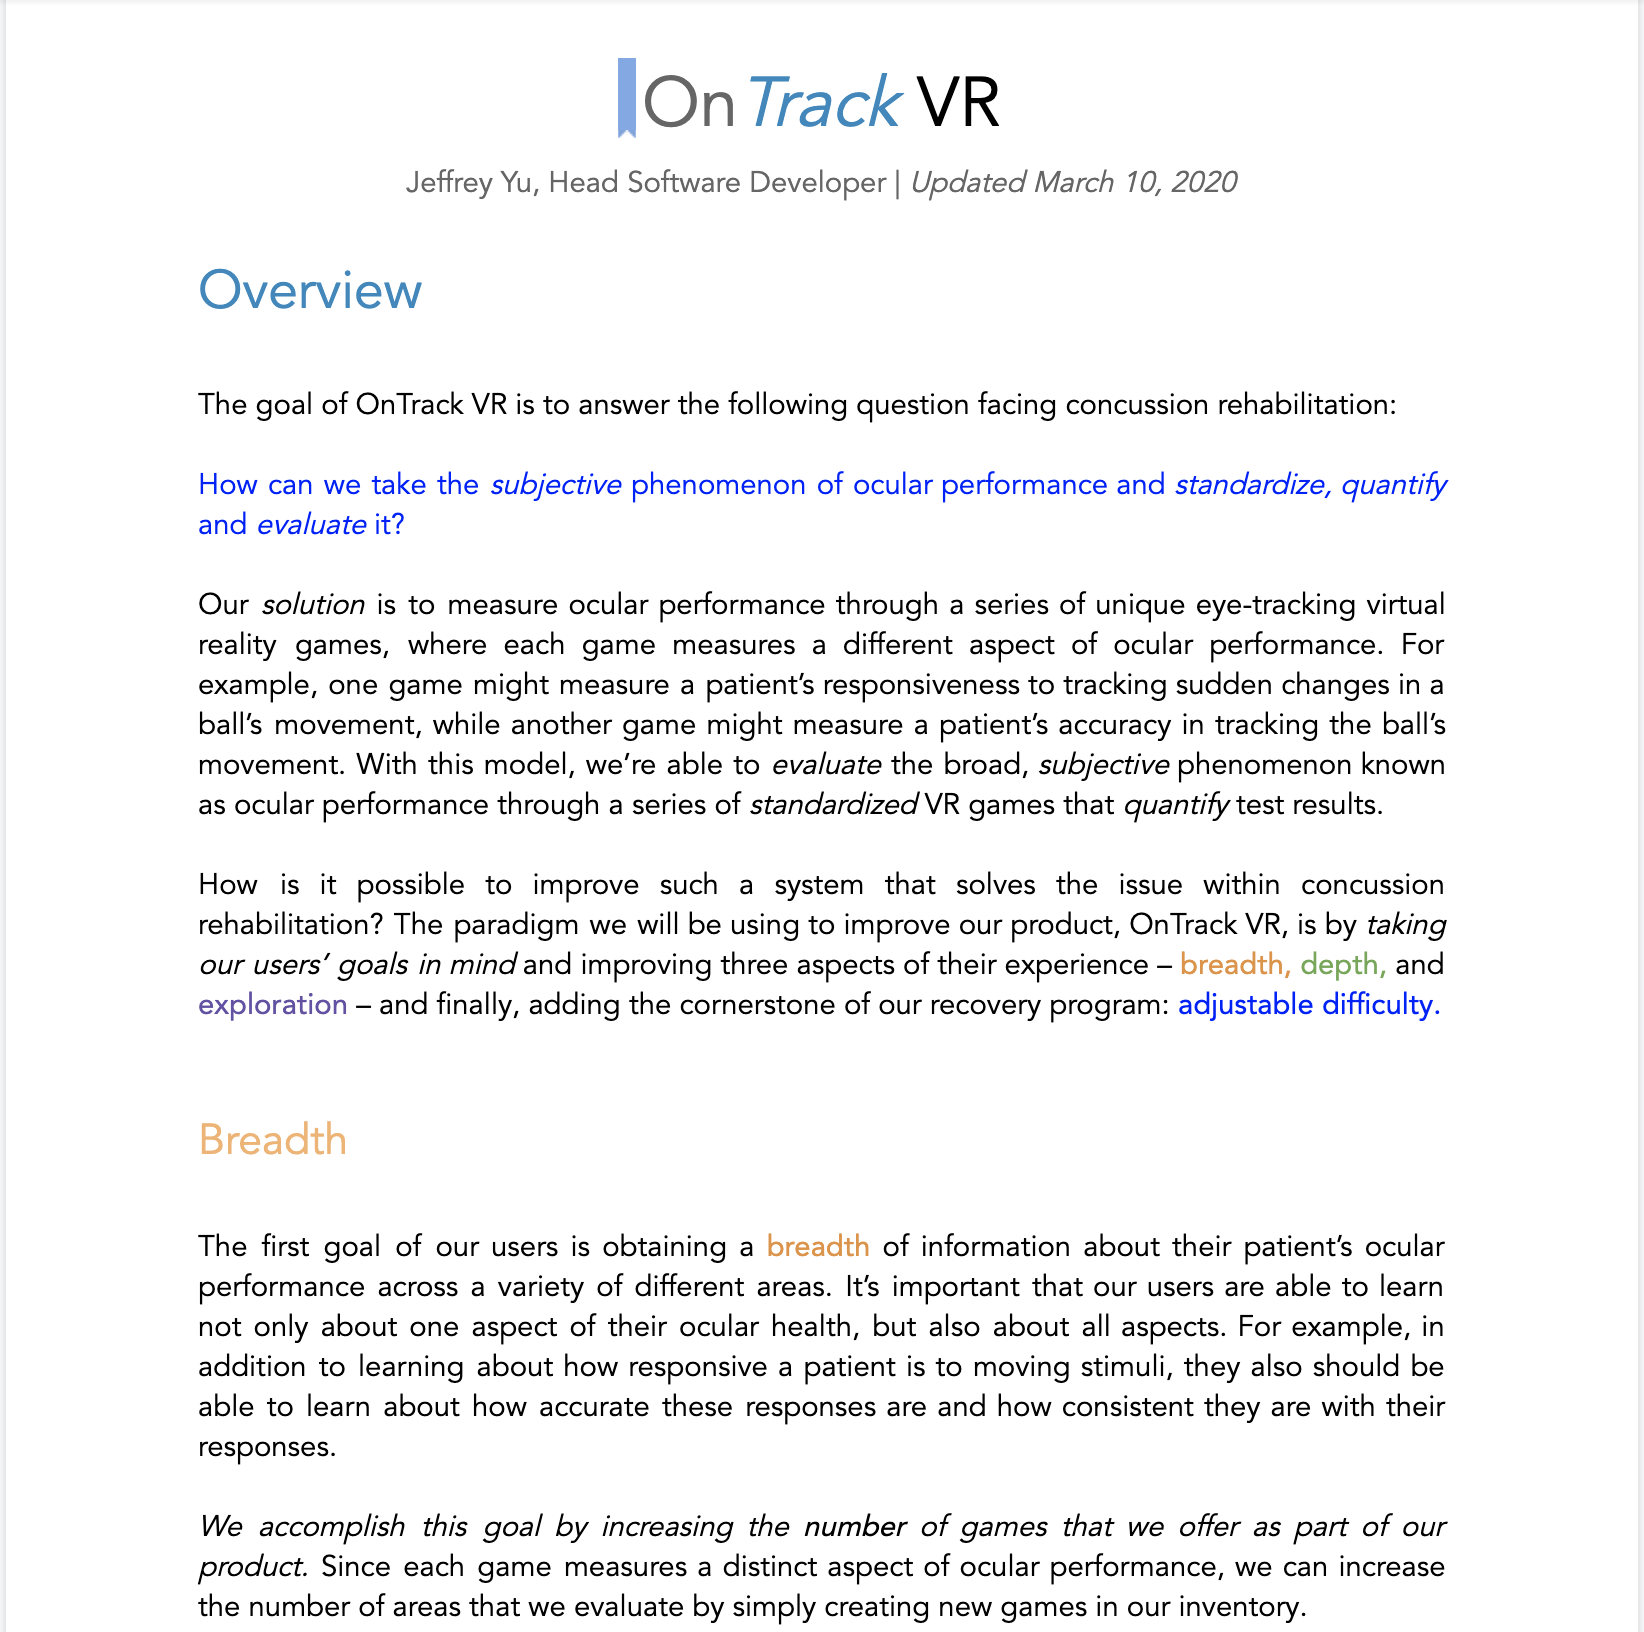 On Track VR
Jeffrey Yu, Head Software Developer | Updated March 10, 2020
Overview
The goal of OnTrack VR is to answer the following question facing concussion rehabilitation:
How can we take the subjective phenomenon of ocular performance and standardize, quantify
and evaluate it?
Our solution is to measure ocular performance through a series of unique eye-tracking virtual
reality games, where each game measures a different aspect of ocular performance. For
example, one game might measure a patient’s responsiveness to tracking sudden changes in a
ball’s movement, while another game might measure a patient’s accuracy in tracking the ball’s
movement. With this model, we’re able to evaluate the broad, subjective phenomenon known
as ocular performance through a series of standardized VR games that quantify test results.
How is it possible to improve such a system that solves the issue within concussion
rehabilitation? The paradigm we will be using to improve our product, OnTrack VR, is by taking
our users’ goals in mind and improving three aspects of their experience – breadth, depth, and
exploration – and finally, adding the cornerstone of our recovery program: adjustable difficulty.
Breadth
The first goal of our users is obtaining a breadth of information about their patient’s ocular
performance across a variety of different areas. It’s important that our users are able to learn
not only about one aspect of their ocular health, but also about all aspects. For example, in
addition to learning about how responsive a patient is to moving stimuli, they also should be
able to learn about how accurate these responses are and how consistent they are with their
responses.
We accomplish this goal by increasing the number of games that we offer as part of our
product. Since each game measures a distinct aspect of ocular performance, we can increase
the number of areas that we evaluate by simply creating new games in our inventory.